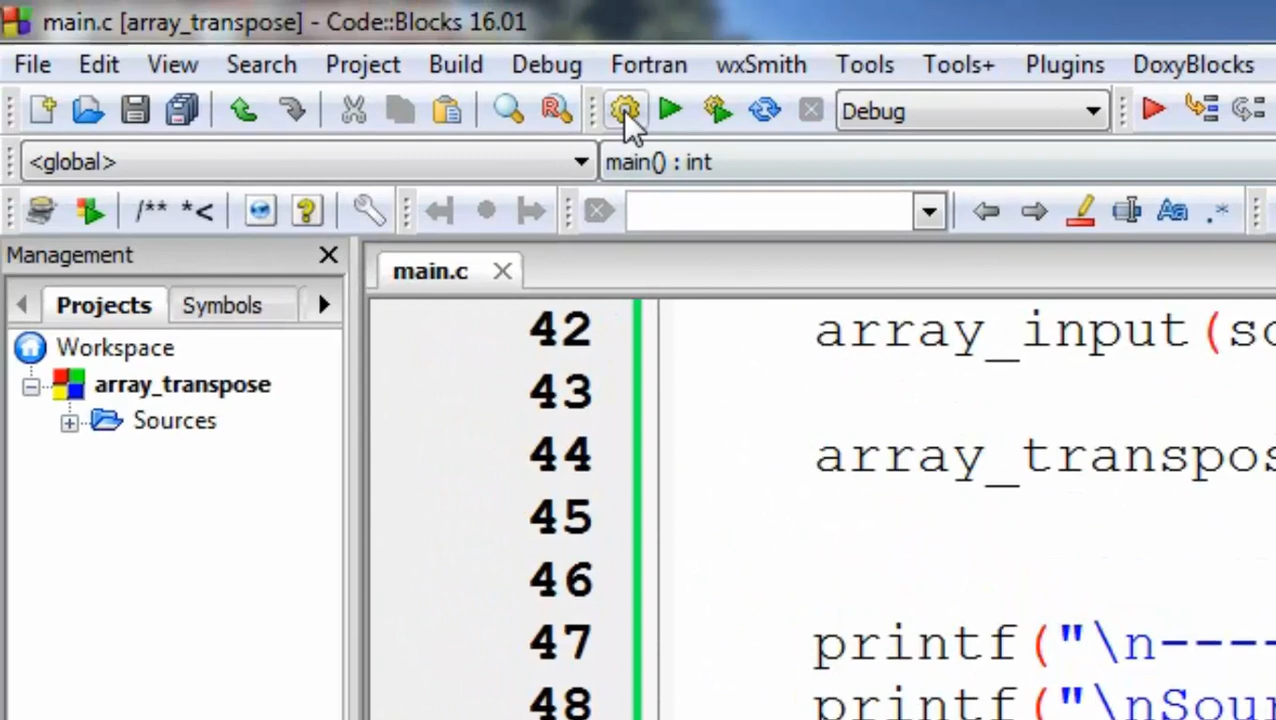 main.c [array_transpose] - Code::Blocks 16.01
File Edit View Search Project Build Debug Fortran wxSmith Tools Tools+ Plugins DoxyBlocks
Debug
<global> main() : int
/** *<
Management
main.c
Projects Symbols
Workspace
array_transpose
Sources
42 array_input(so
43
44 array_transpos
45
46
47 printf("\n----
48 printf("\nSour